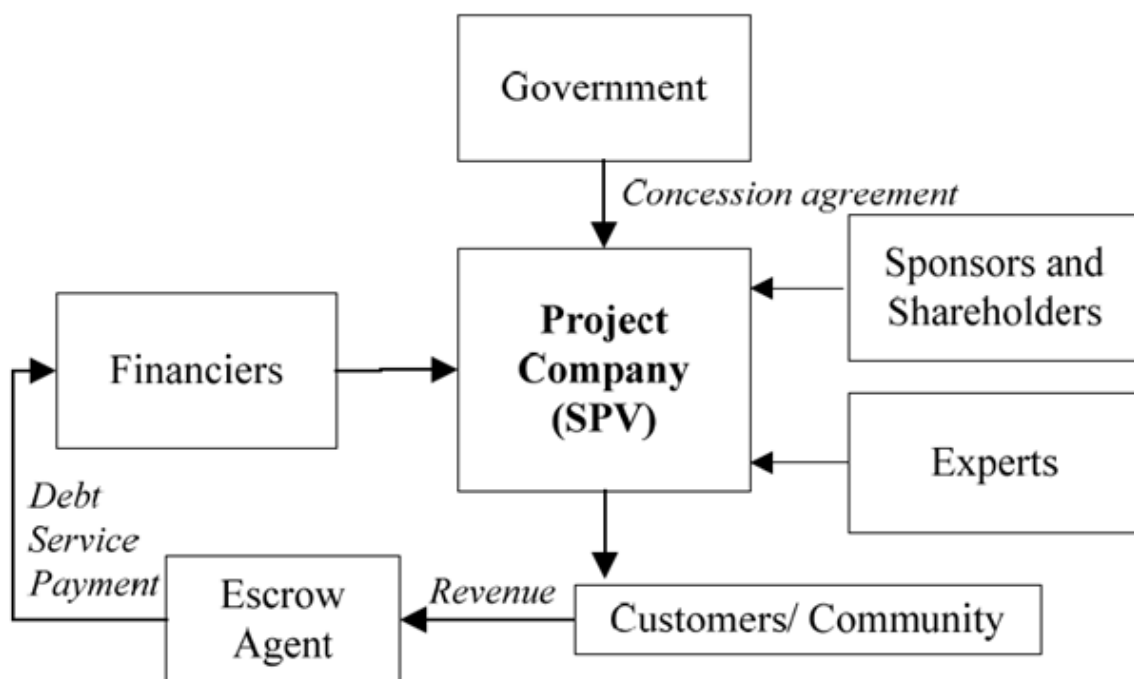 Government
Concession agreement
Sponsors and
Shareholders
Project
Company
(SPV)
Financiers
Experts
Debt
Service
Payment
Escrow
Agent
Revenue
Customers/ Community